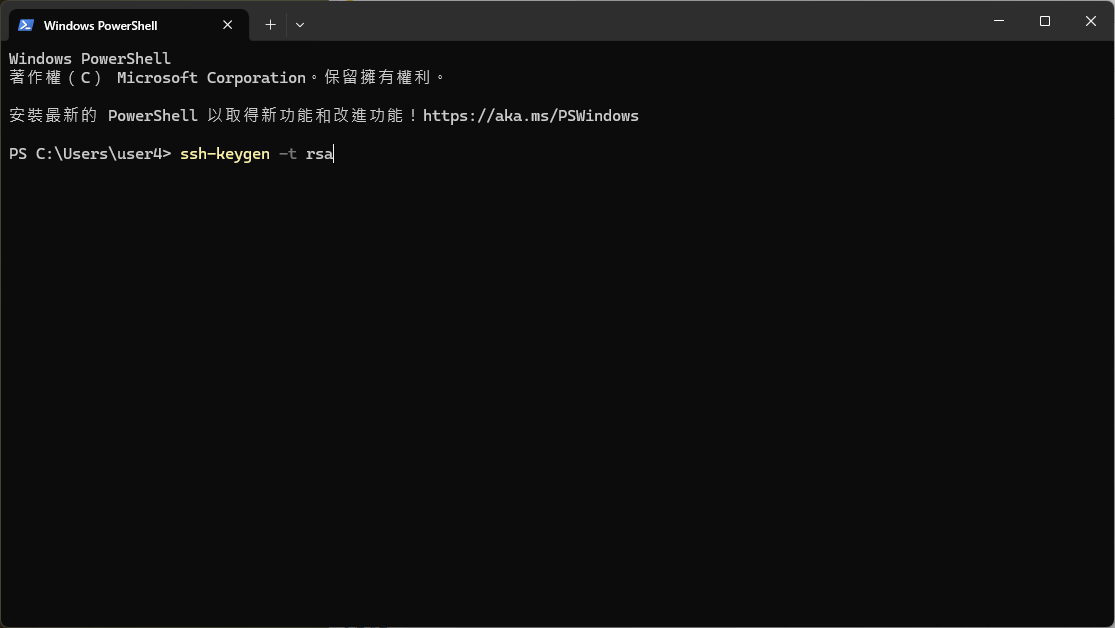 Windows PowerShell
Windows PowerShell
著作權（C） Microsoft Corporation。保留擁有權利。
安裝最新的 PowerShell 以取得新功能和改進功能！https://aka.ms/PSWindows
PS C:\Users\user4> ssh-keygen -t rsa